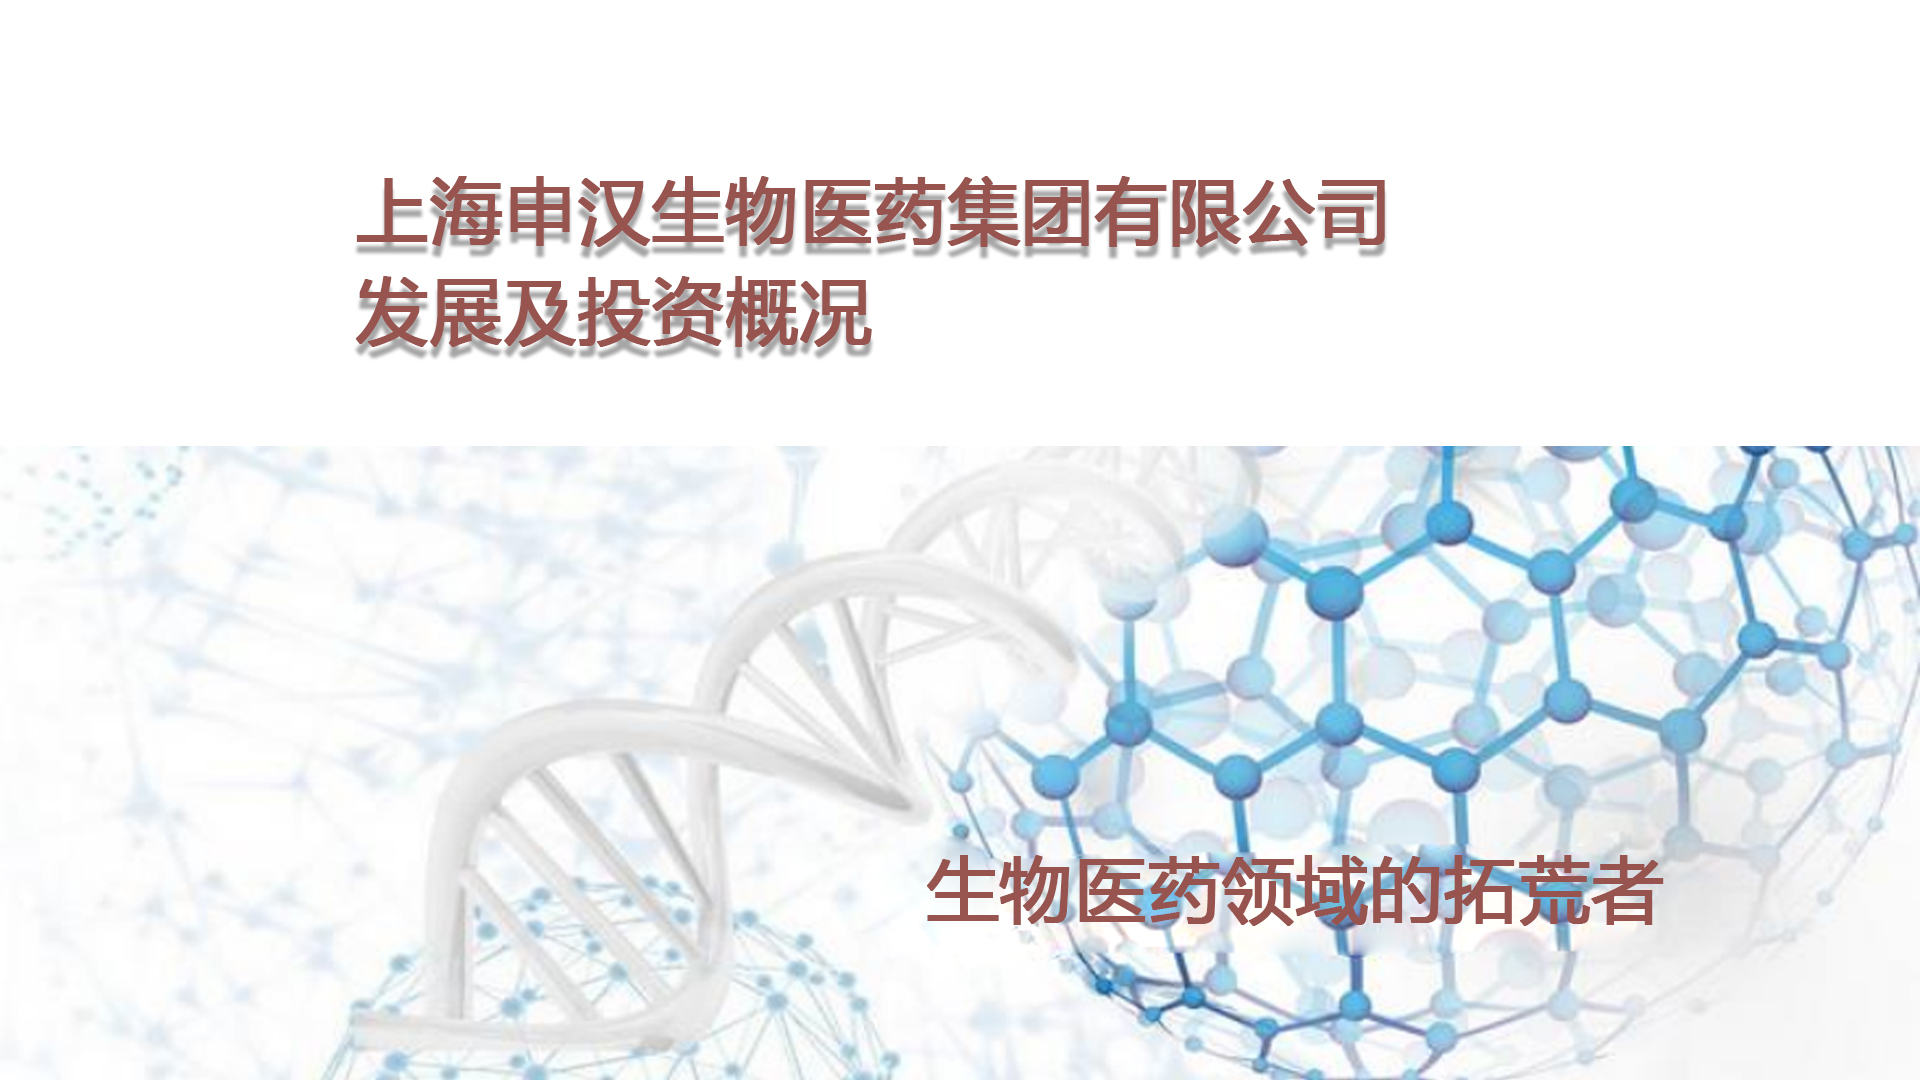 上海申汉生物医药集团有限公司
发展及投资概况
生物医药领域的拓荒者